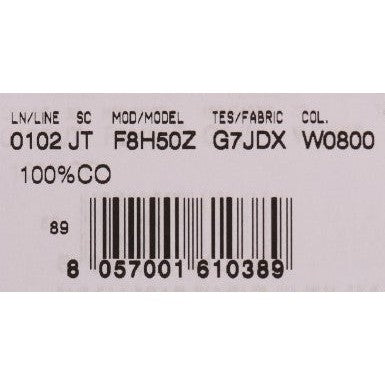 LN/LINE SC MOD/MODEL TES/FABRIC COL.
0102 JT F8H50Z G7JDX W0800
100%CO
89
8 057001 610389